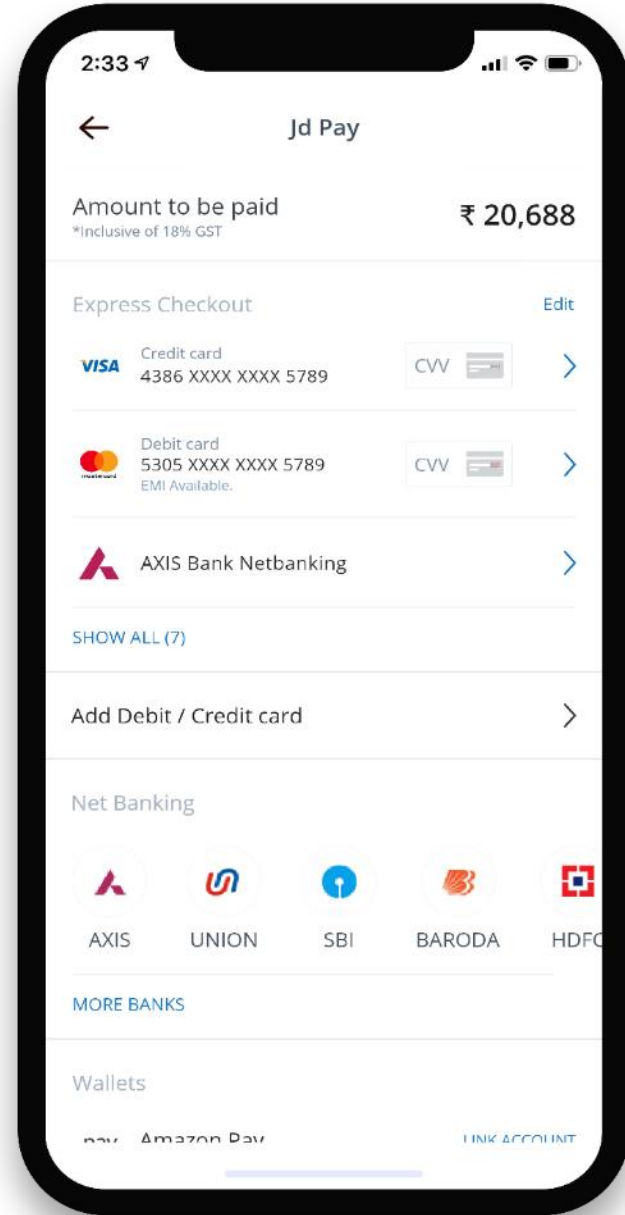 2:33
Jd Pay
Amount to be paid
₹ 20,688
*Inclusive of 18% GST
Express Checkout
Edit
VISA
Credit card
4386 XXXX XXXX 5789
CVV
mastercard
Debit card
5305 XXXX XXXX 5789
EMI Available.
CVV
AXIS Bank Netbanking
SHOW ALL (7)
Add Debit / Credit card
Net Banking
AXIS
UNION
SBI
BARODA
HDFC
MORE BANKS
Wallets
pay Amazon Pay
LINK ACCOUNT